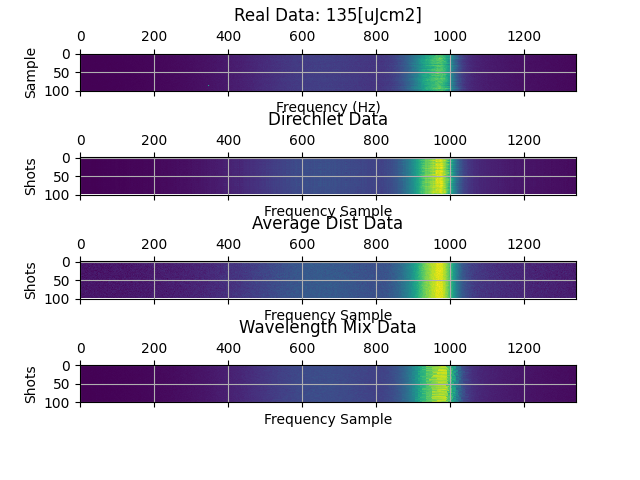 Real Data: 135[uJcm2]
0 200 400 600 800 1000 1200
Sample
0
50
100
Frequency (Hz)
Direchlet Data
0 200 400 600 800 1000 1200
Shots
0
50
100
Frequency Sample
Average Dist Data
0 200 400 600 800 1000 1200
Shots
0
50
100
Frequency Sample
Wavelength Mix Data
0 200 400 600 800 1000 1200
Shots
0
50
100
Frequency Sample